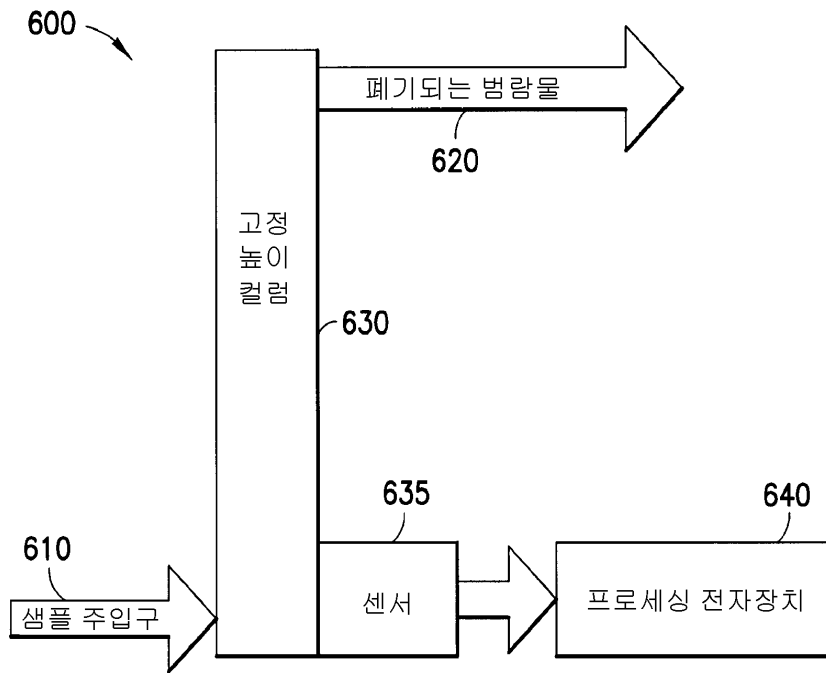 600
폐기되는 범람물
620
고정
높이
컬럼
630
635
640
610
샘플 주입구
센서
프로세싱 전자장치